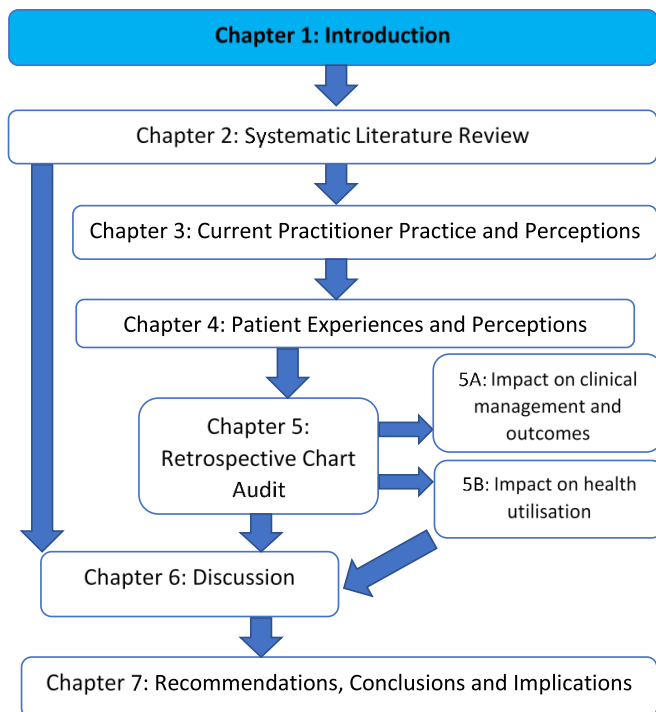 Chapter 1: Introduction
Chapter 2: Systematic Literature Review
Chapter 3: Current Practitioner Practice and Perceptions
Chapter 4: Patient Experiences and Perceptions
Chapter 5:
Retrospective Chart
Audit
5A: Impact on clinical
management and
outcomes
5B: Impact on health
utilisation
Chapter 6: Discussion
Chapter 7: Recommendations, Conclusions and Implications